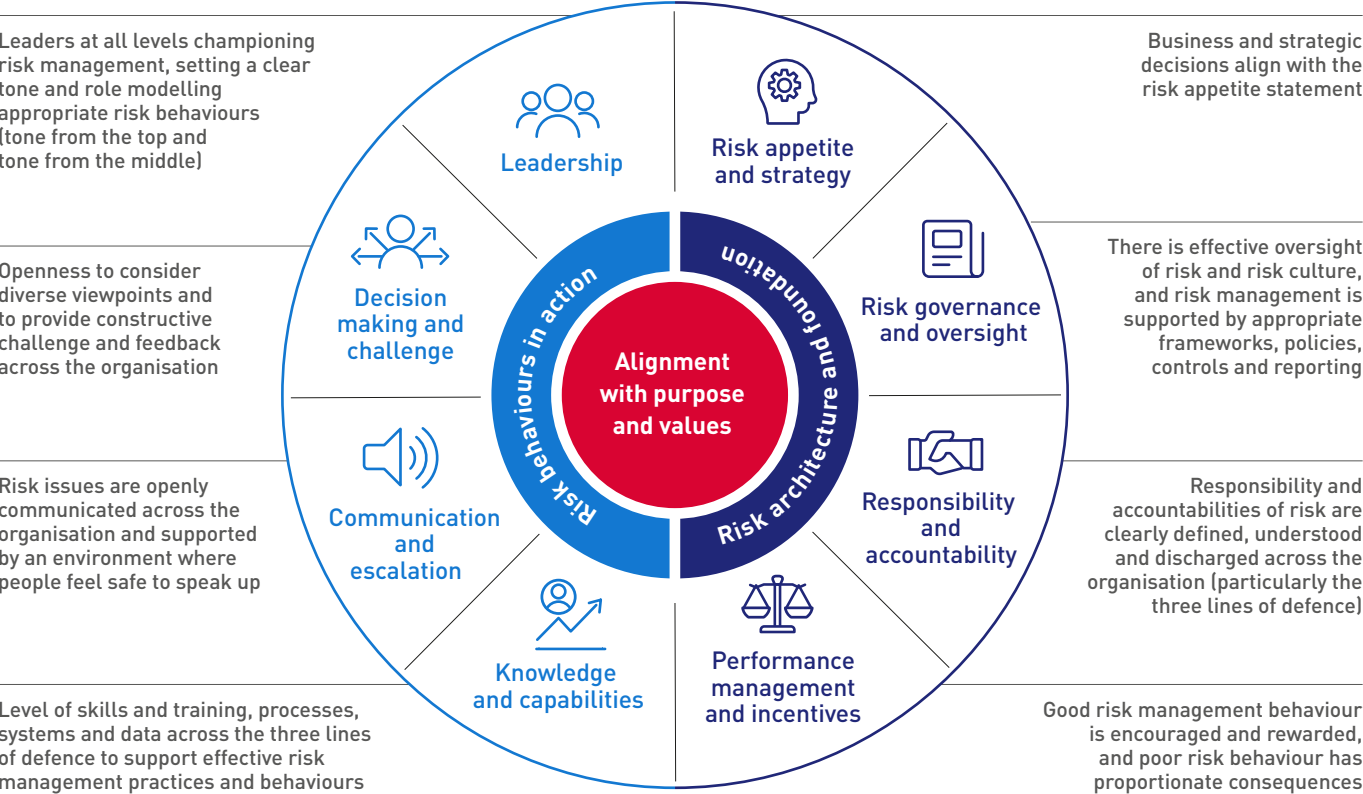 Leaders at all levels championing
risk management, setting a clear
tone and role modelling
appropriate risk behaviours
(tone from the top and
tone from the middle)
Openness to consider
diverse viewpoints and
to provide constructive
challenge and feedback
across the organisation
Risk issues are openly
communicated across the
organisation and supported
by an environment where
people feel safe to speak up
Level of skills and training, processes,
systems and data across the three lines
of defence to support effective risk
management practices and behaviours
Leadership
Decision
making and
challenge
Communication
and
escalation
Knowledge
and capabilities
Risk behaviours in action
Alignment
with purpose
and values
Risk architecture and foundation
Risk appetite
and strategy
Risk governance
and oversight
Responsibility
and
accountability
Performance
management
and incentives
Business and strategic
decisions align with the
risk appetite statement
There is effective oversight
of risk and risk culture,
and risk management is
supported by appropriate
frameworks, policies,
controls and reporting
Responsibility and
accountabilities of risk are
clearly defined, understood
and discharged across the
organisation (particularly the
three lines of defence)
Good risk management behaviour
is encouraged and rewarded,
and poor risk behaviour has
proportionate consequences